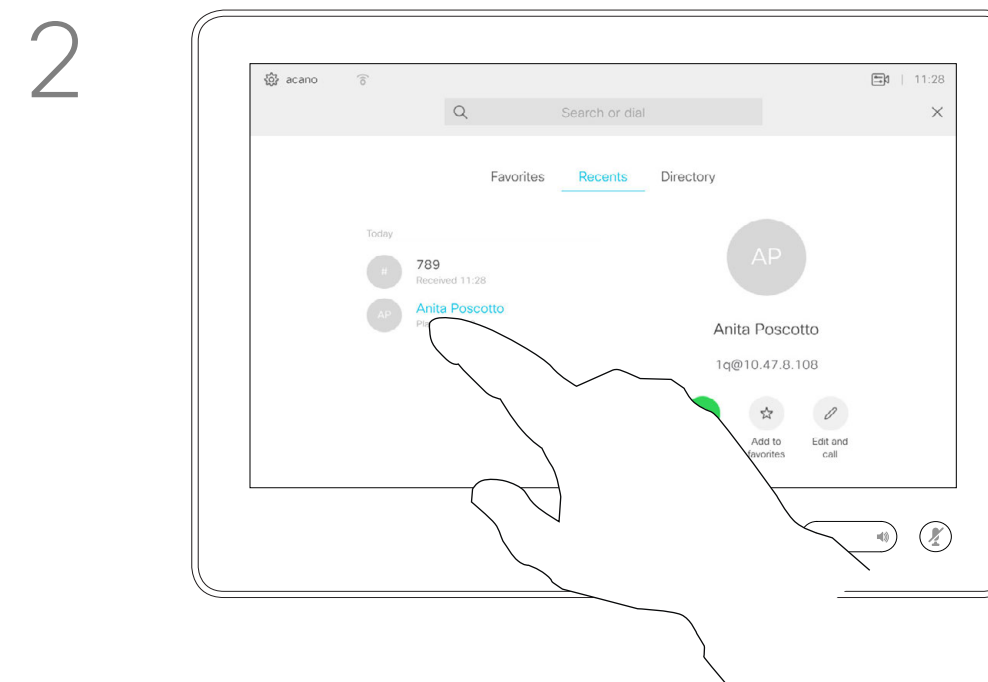 2
acano
11:28
Search or dial
Favorites Recents Directory
Today
#
789
Received 11:28
AP
Anita Poscotto
AP
Anita Poscotto
1q@10.47.8.108
Add to
favorites
Edit and
call